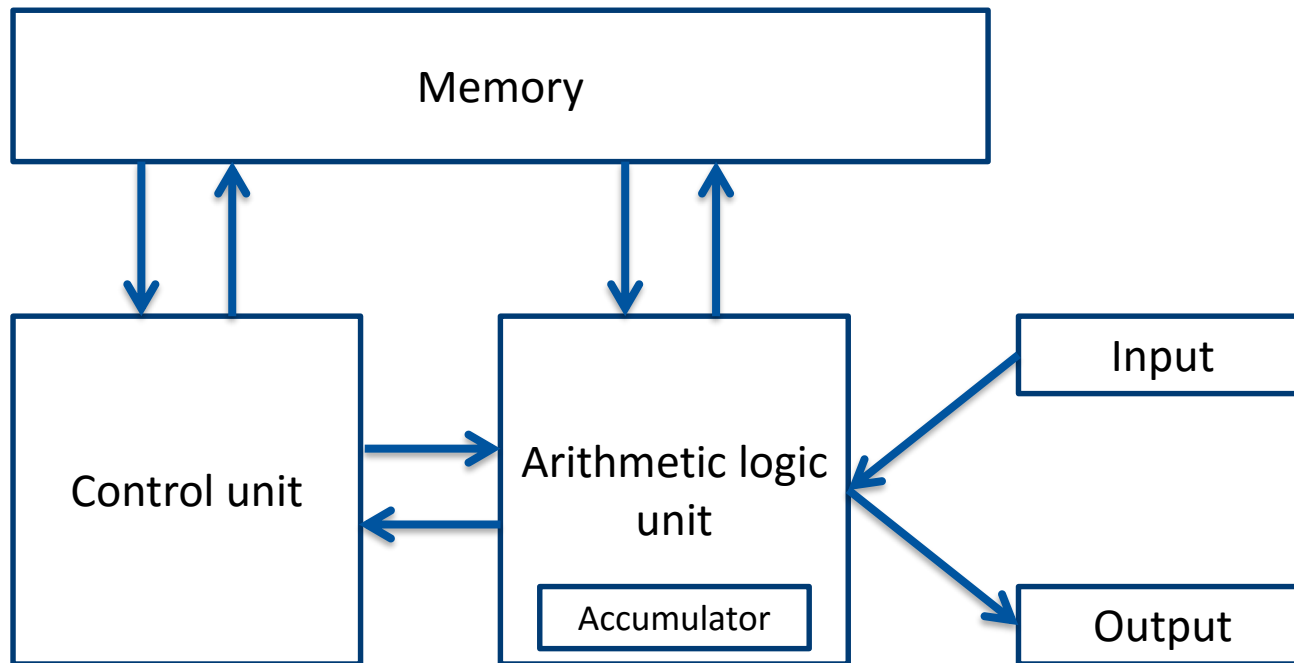 Memory
Input
Control unit
Arithmetic logic
unit
Accumulator
Output